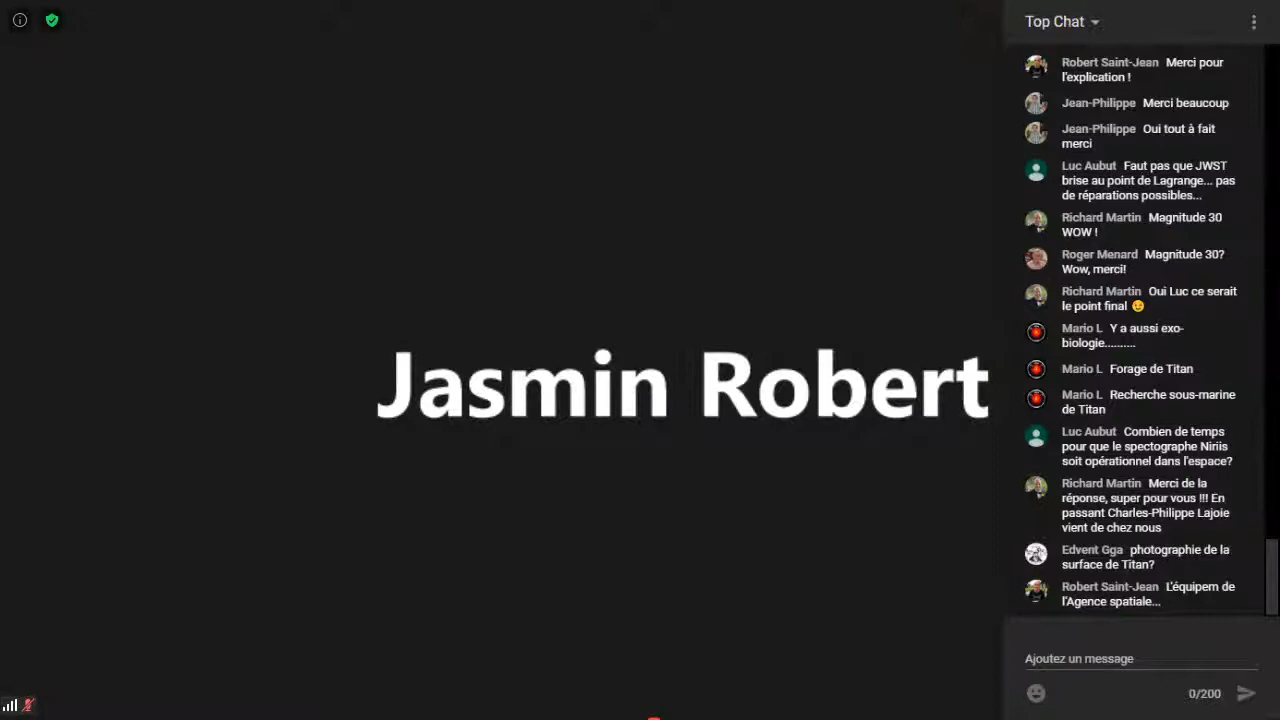 Top Chat
Robert Saint-Jean Merci pour
l'explication !
Jean-Philippe Merci beaucoup
Jean-Philippe Oui tout à fait
merci
Luc Aubut Faut pas que JWST
brise au point de Lagrange... pas
de réparations possibles...
Richard Martin Magnitude 30
WOW !
Roger Menard Magnitude 30?
Wow, merci!
Richard Martin Oui Luc ce serait
le point final 😉
Mario L Y a aussi exo-
biologie..........
Mario L Forage de Titan
Mario L Recherche sous-marine
de Titan
Luc Aubut Combien de temps
pour que le spectographe Niriis
soit opérationnel dans l'espace?
Richard Martin Merci de la
réponse, super pour vous !!! En
passant Charles-Philippe Lajoie
vient de chez nous
Edvent Gga photographie de la
surface de Titan?
Robert Saint-Jean L'équipem de
l'Agence spatiale...
Ajoutez un message
0/200
Jasmin Robert